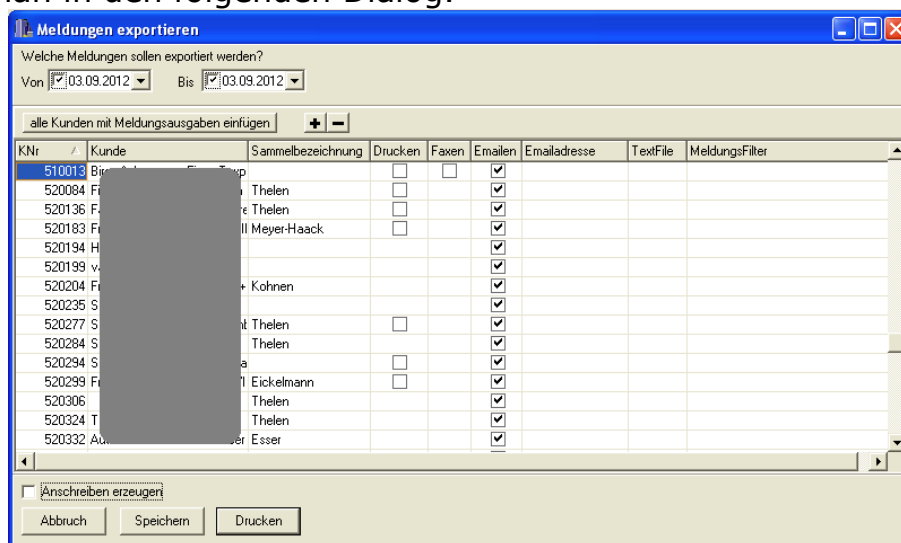 in den folgenden Dialog:
Meldungen exportieren
Welche Meldungen sollen exportiert werden?
Von 03.09.2012 Bis 03.09.2012
alle Kunden mit Meldungsausgaben einfügen + −
KNr Kunde Sammelbezeichnung Drucken Faxen Emailen Emailadresse TextFile MeldungsFilter
510013
520084 Thelen
520136 Thelen
520183 Meyer-Haack
520194 H
520199
520204 + Kohnen
520235 S
520277 S Thelen
520284 S Thelen
520294 S
520299 Eickelmann
520306 Thelen
520324 T Thelen
520332 Esser
Anschreiben erzeugen
Abbruch Speichern Drucken